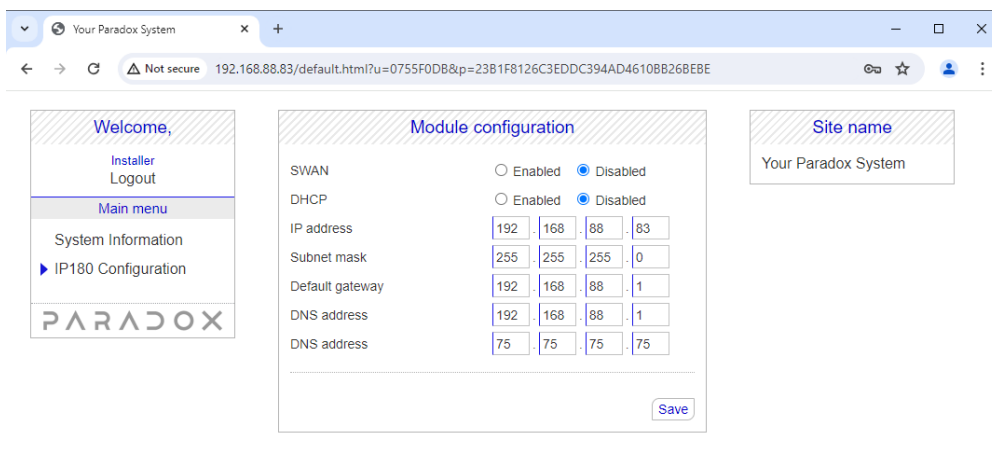 Your Paradox System
Not secure 192.168.88.83/default.html?u=0755F0DB&p=23B1F8126C3EDDC394AD4610BB26BEBE
Welcome,
Installer
Logout
Main menu
System Information
IP180 Configuration
PARADOX
Module configuration
SWAN Enabled Disabled
DHCP Enabled Disabled
IP address 192 . 168 . 88 . 83
Subnet mask 255 . 255 . 255 . 0
Default gateway 192 . 168 . 88 . 1
DNS address 192 . 168 . 88 . 1
DNS address 75 . 75 . 75 . 75
Save
Site name
Your Paradox System